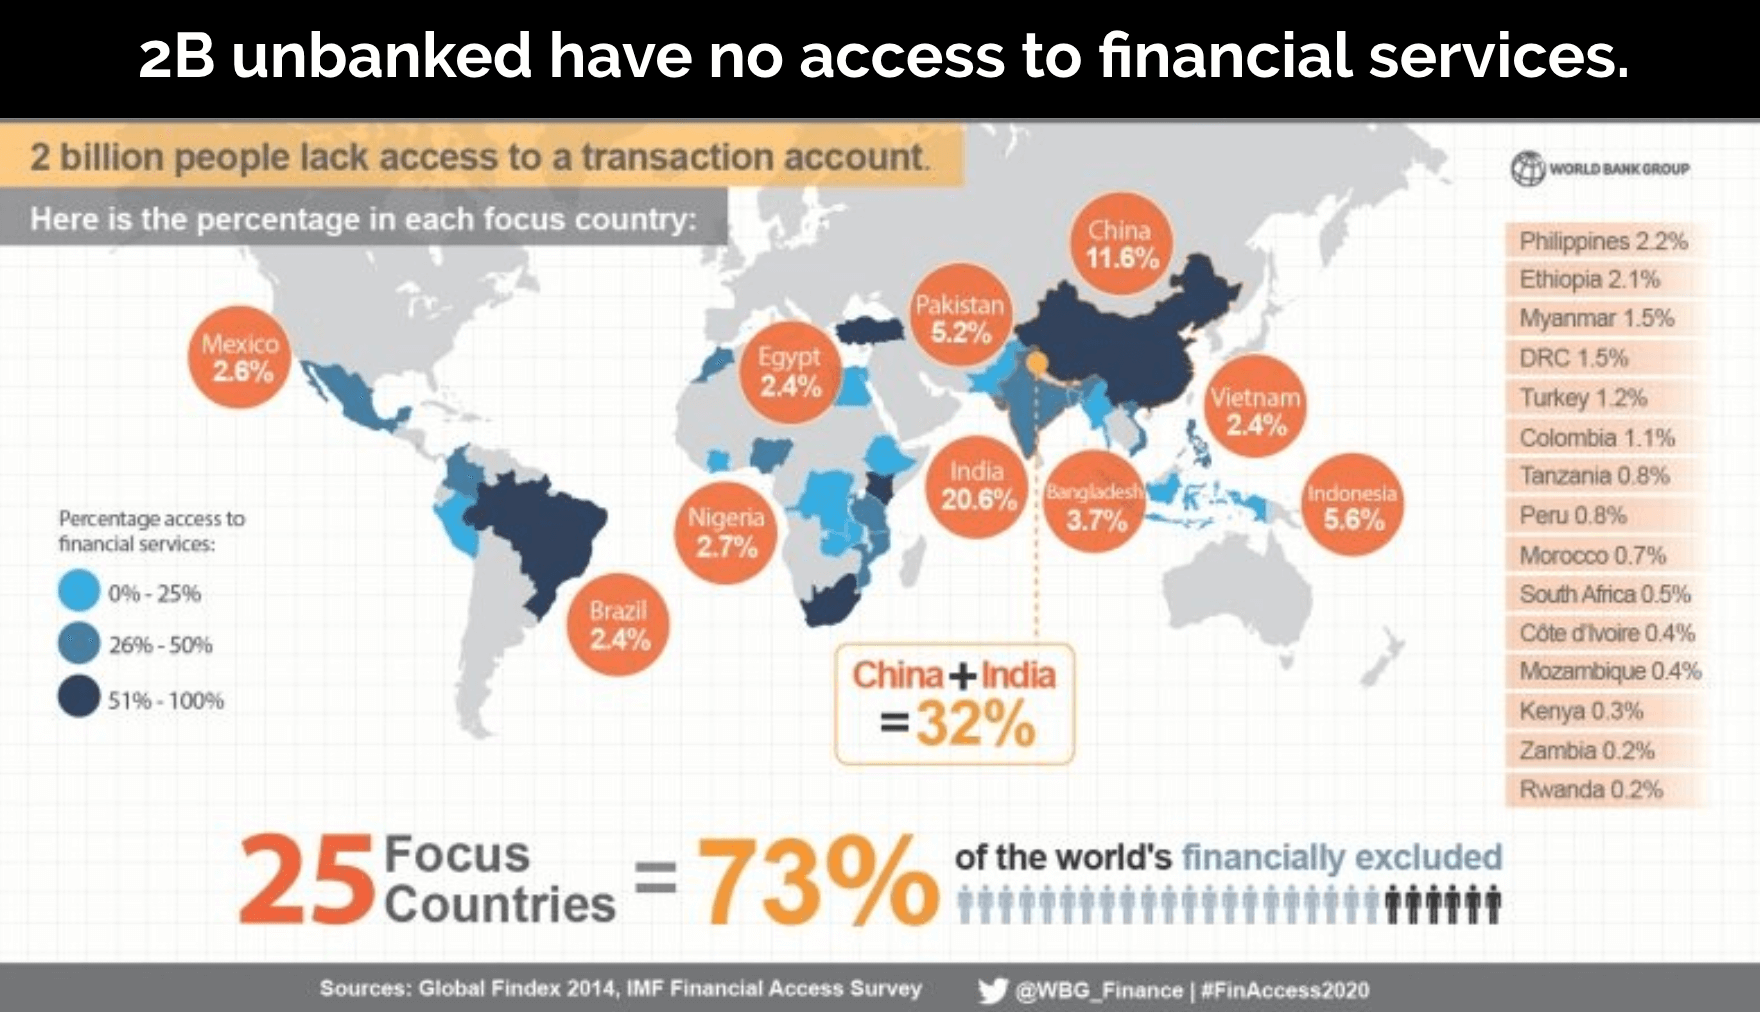 2B unbanked have no access to financial services.
2 billion people lack access to a transaction account.
Here is the percentage in each focus country:
WORLD BANK GROUP
China
11.6%
Pakistan
5.2%
Mexico
2.6%
Egypt
2.4%
Vietnam
2.4%
India
20.6%
Bangladesh
3.7%
Indonesia
5.6%
Nigeria
2.7%
Brazil
2.4%
Percentage access to
financial services:
0% - 25%
26% - 50%
51% - 100%
China + India
= 32%
Philippines 2.2%
Ethiopia 2.1%
Myanmar 1.5%
DRC 1.5%
Turkey 1.2%
Colombia 1.1%
Tanzania 0.8%
Peru 0.8%
Morocco 0.7%
South Africa 0.5%
Côte d'Ivoire 0.4%
Mozambique 0.4%
Kenya 0.3%
Zambia 0.2%
Rwanda 0.2%
25 Focus Countries = 73% of the world's financially excluded
Sources: Global Findex 2014, IMF Financial Access Survey
@WBG_Finance | #FinAccess2020